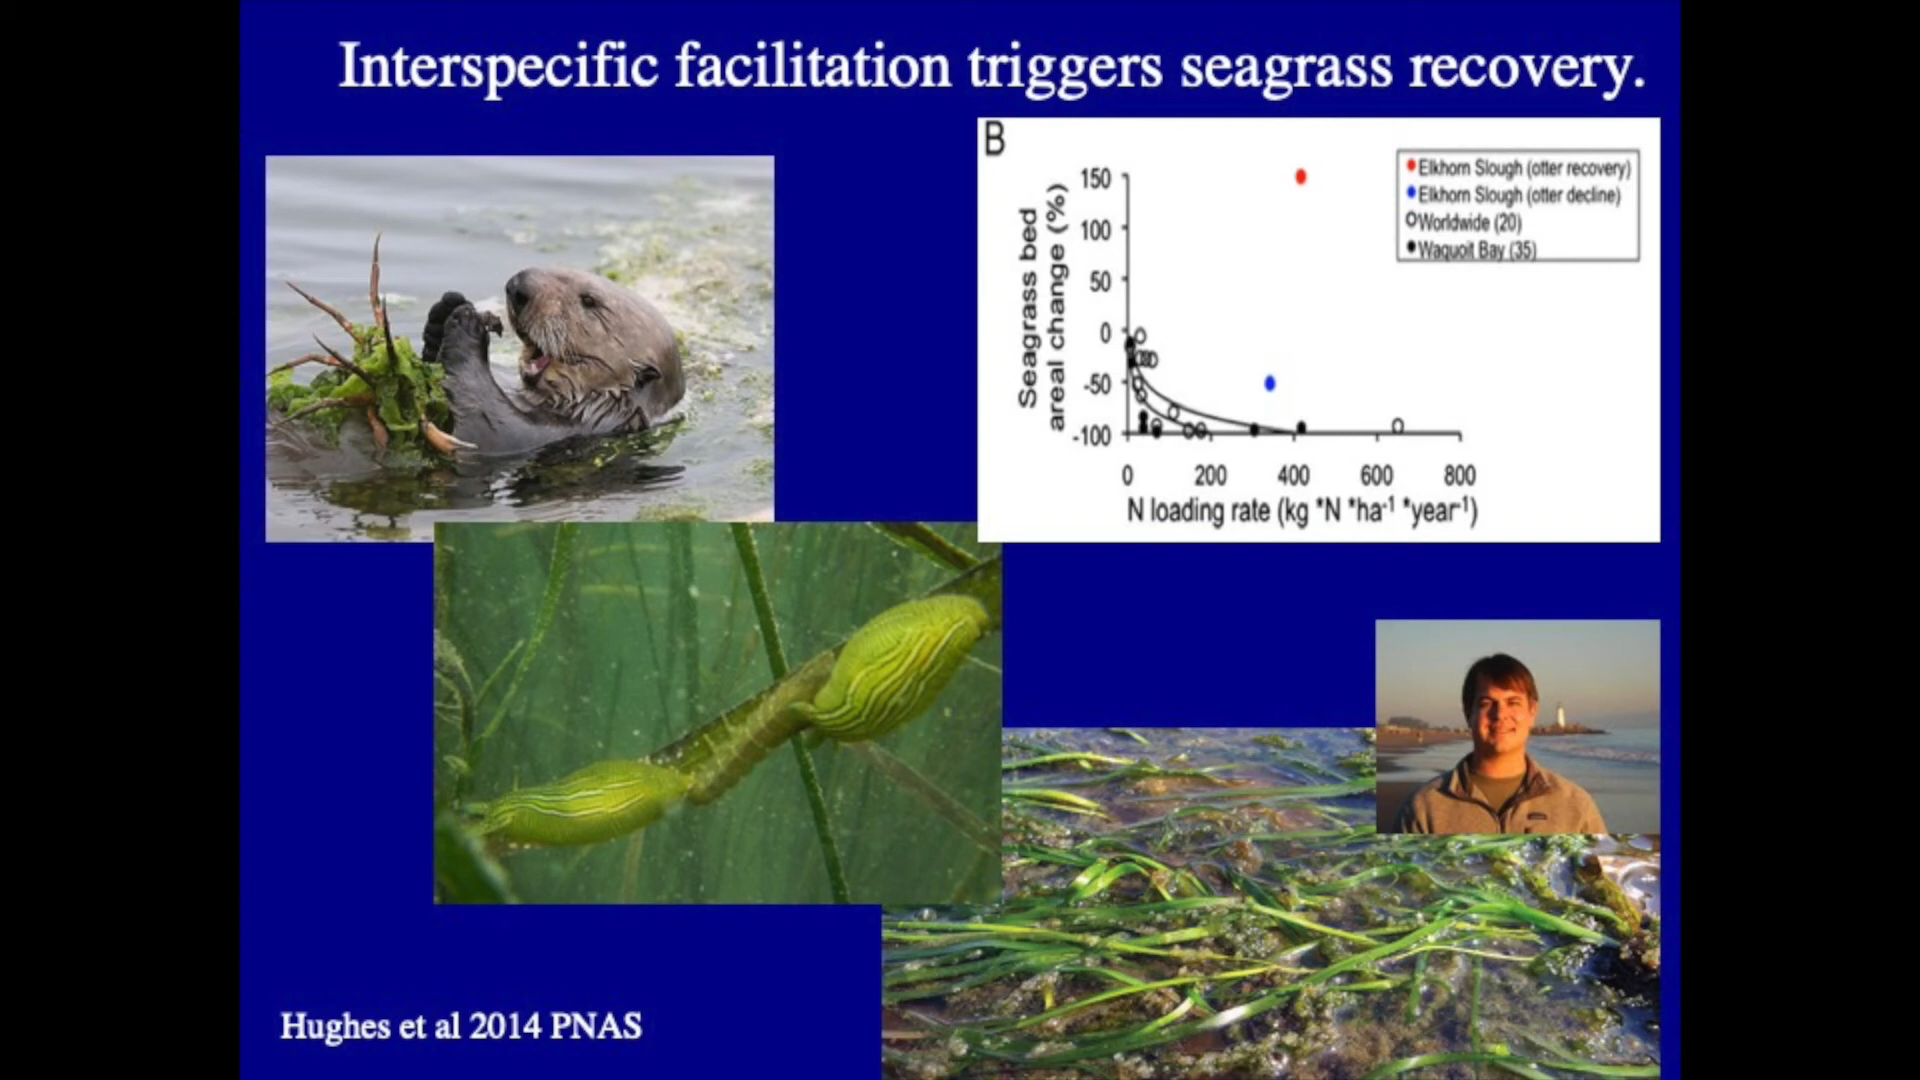 Interspecific facilitation triggers seagrass recovery.
B
Seagrass bed
areal change (%)
150
100
50
0
-50
-100
Elkhorn Slough (otter recovery)
Elkhorn Slough (otter decline)
Worldwide (20)
Waquoit Bay (35)
0 200 400 600 800
N loading rate (kg *N *ha-1 *year-1)
Hughes et al 2014 PNAS